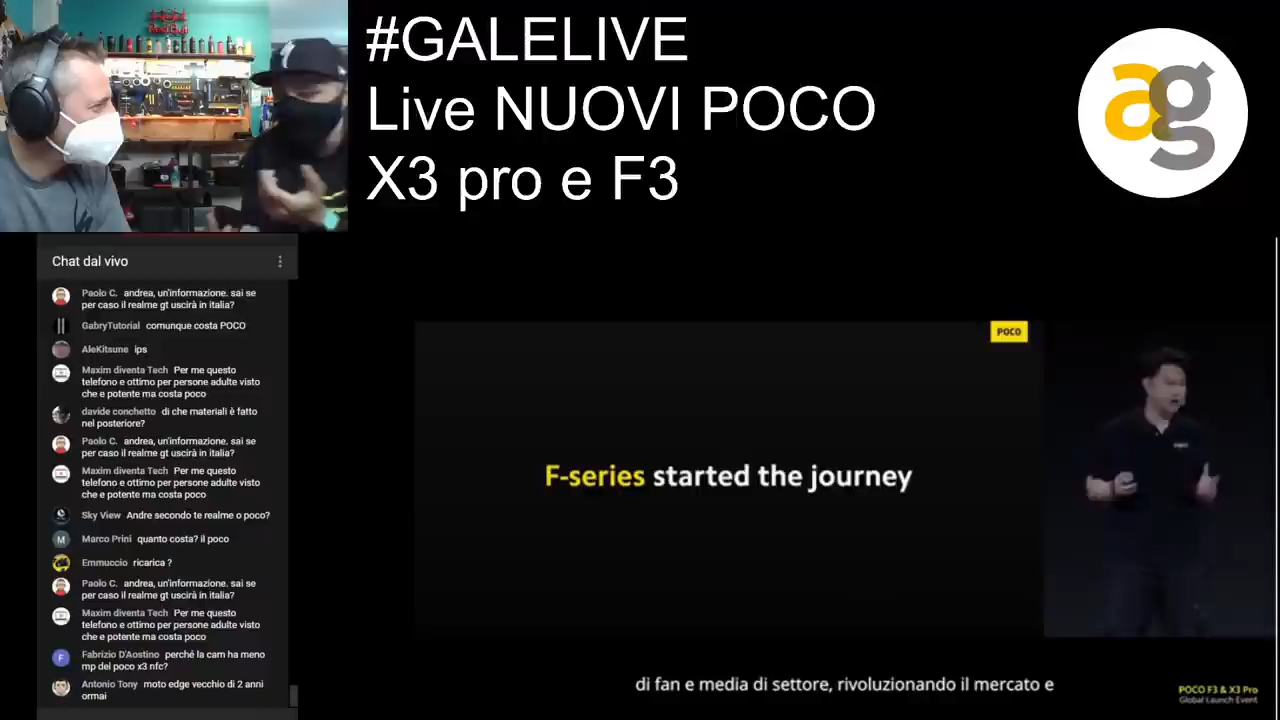 #GALELIVE
Live NUOVI POCO
X3 pro e F3
ag
Chat dal vivo
Paolo C. andrea, un'informazione. sai se
per caso il realme gt uscirà in italia?
GabryTutorial comunque costa POCO
AleKitsune ips
Maxim diventa Tech Per me questo
telefono e ottimo per persone adulte visto
che e potente ma costa poco
davide conchetto di che materiali è fatto
nel posteriore?
Paolo C. andrea, un'informazione. sai se
per caso il realme gt uscirà in italia?
Maxim diventa Tech Per me questo
telefono e ottimo per persone adulte visto
che e potente ma costa poco
Sky View Andre secondo te realme o poco?
M
Marco Prini quanto costa? il poco
Emmuccio ricarica ?
Paolo C. andrea, un'informazione. sai se
per caso il realme gt uscirà in italia?
Maxim diventa Tech Per me questo
telefono e ottimo per persone adulte visto
che e potente ma costa poco
F
Fabrizio D'Aostino perché la cam ha meno
mp del poco x3 nfc?
Antonio Tony moto edge vecchio di 2 anni
ormai
POCO
F-series started the journey
di fan e media di settore, rivoluzionando il mercato e
POCO F3 & X3 Pro
Global Launch Event